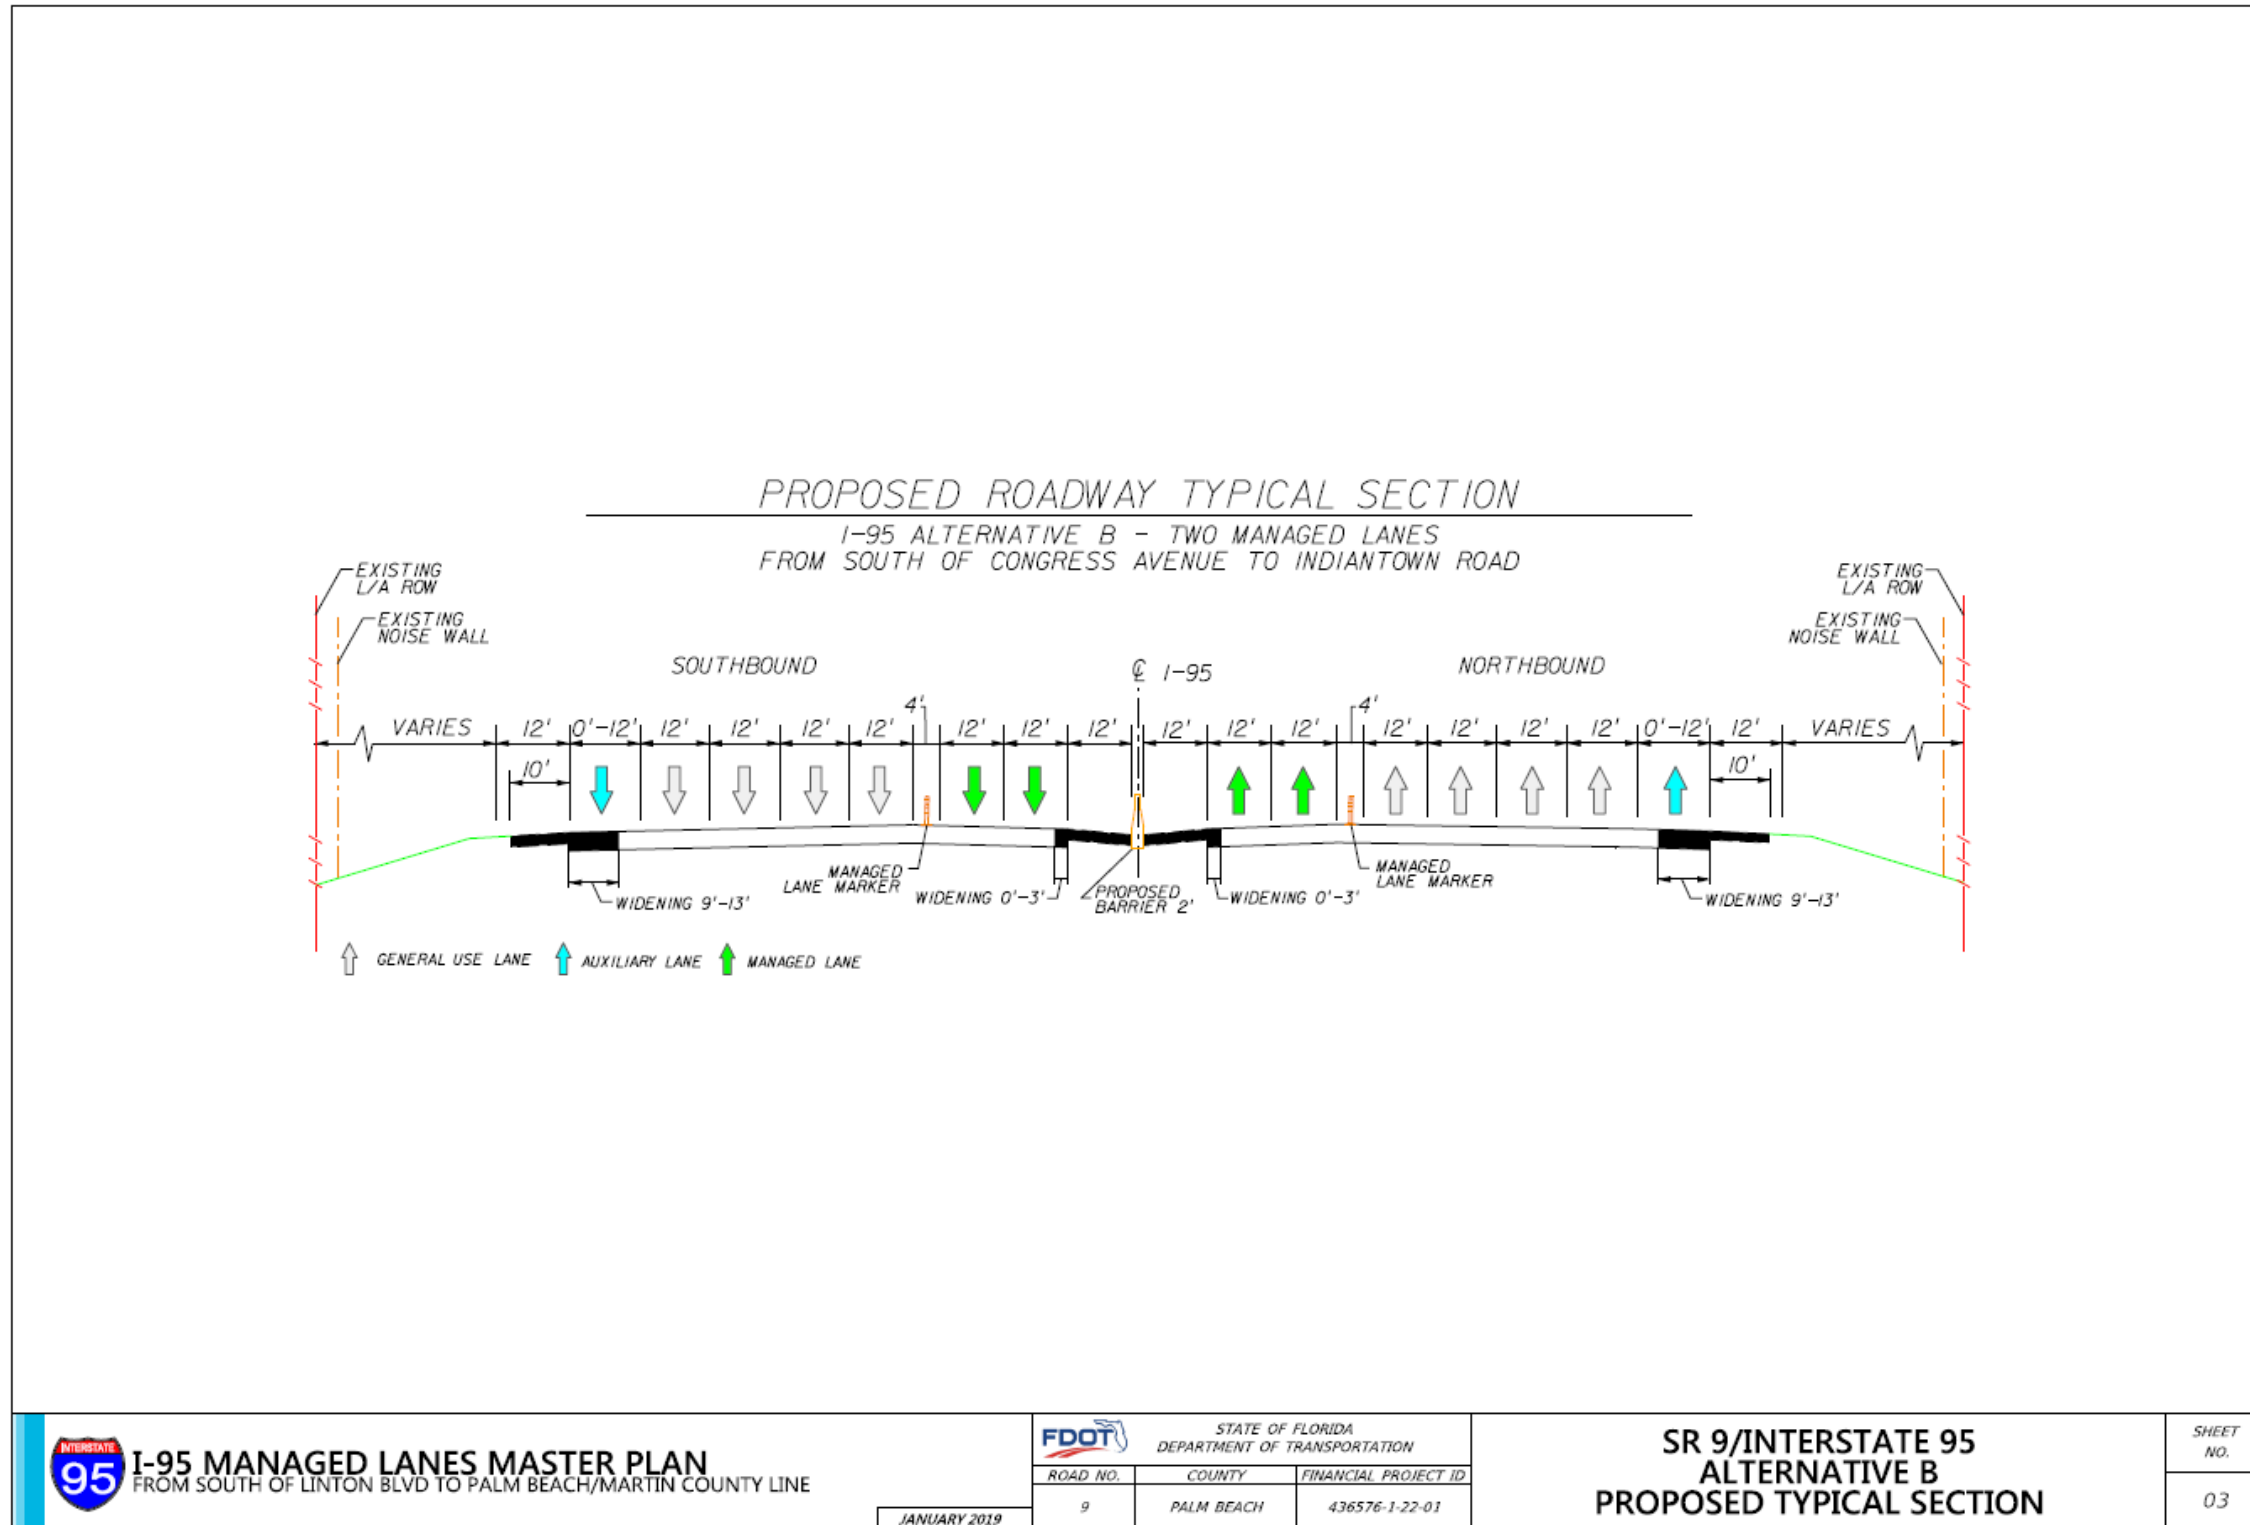 PROPOSED ROADWAY TYPICAL SECTION
I-95 ALTERNATIVE B - TWO MANAGED LANES
FROM SOUTH OF CONGRESS AVENUE TO INDIANTOWN ROAD
EXISTING
L/A ROW
EXISTING
NOISE WALL
EXISTING
L/A ROW
EXISTING
NOISE WALL
SOUTHBOUND
℄ I-95
NORTHBOUND
4'
4'
VARIES 12' 0'-12' 12' 12' 12' 12' 12' 12' 12' 12' 12' 12' 12' 12' 12' 12' 0'-12' 12' VARIES
10'
10'
MANAGED
LANE MARKER
MANAGED
LANE MARKER
WIDENING 9'-13'
WIDENING 0'-3'
PROPOSED
BARRIER 2'
WIDENING 0'-3'
WIDENING 9'-13'
GENERAL USE LANE AUXILIARY LANE MANAGED LANE
INTERSTATE
95
I-95 MANAGED LANES MASTER PLAN
FROM SOUTH OF LINTON BLVD TO PALM BEACH/MARTIN COUNTY LINE
JANUARY 2019
FDOT
STATE OF FLORIDA
DEPARTMENT OF TRANSPORTATION
ROAD NO. COUNTY FINANCIAL PROJECT ID
9 PALM BEACH 436576-1-22-01
SR 9/INTERSTATE 95
ALTERNATIVE B
PROPOSED TYPICAL SECTION
SHEET
NO.
03